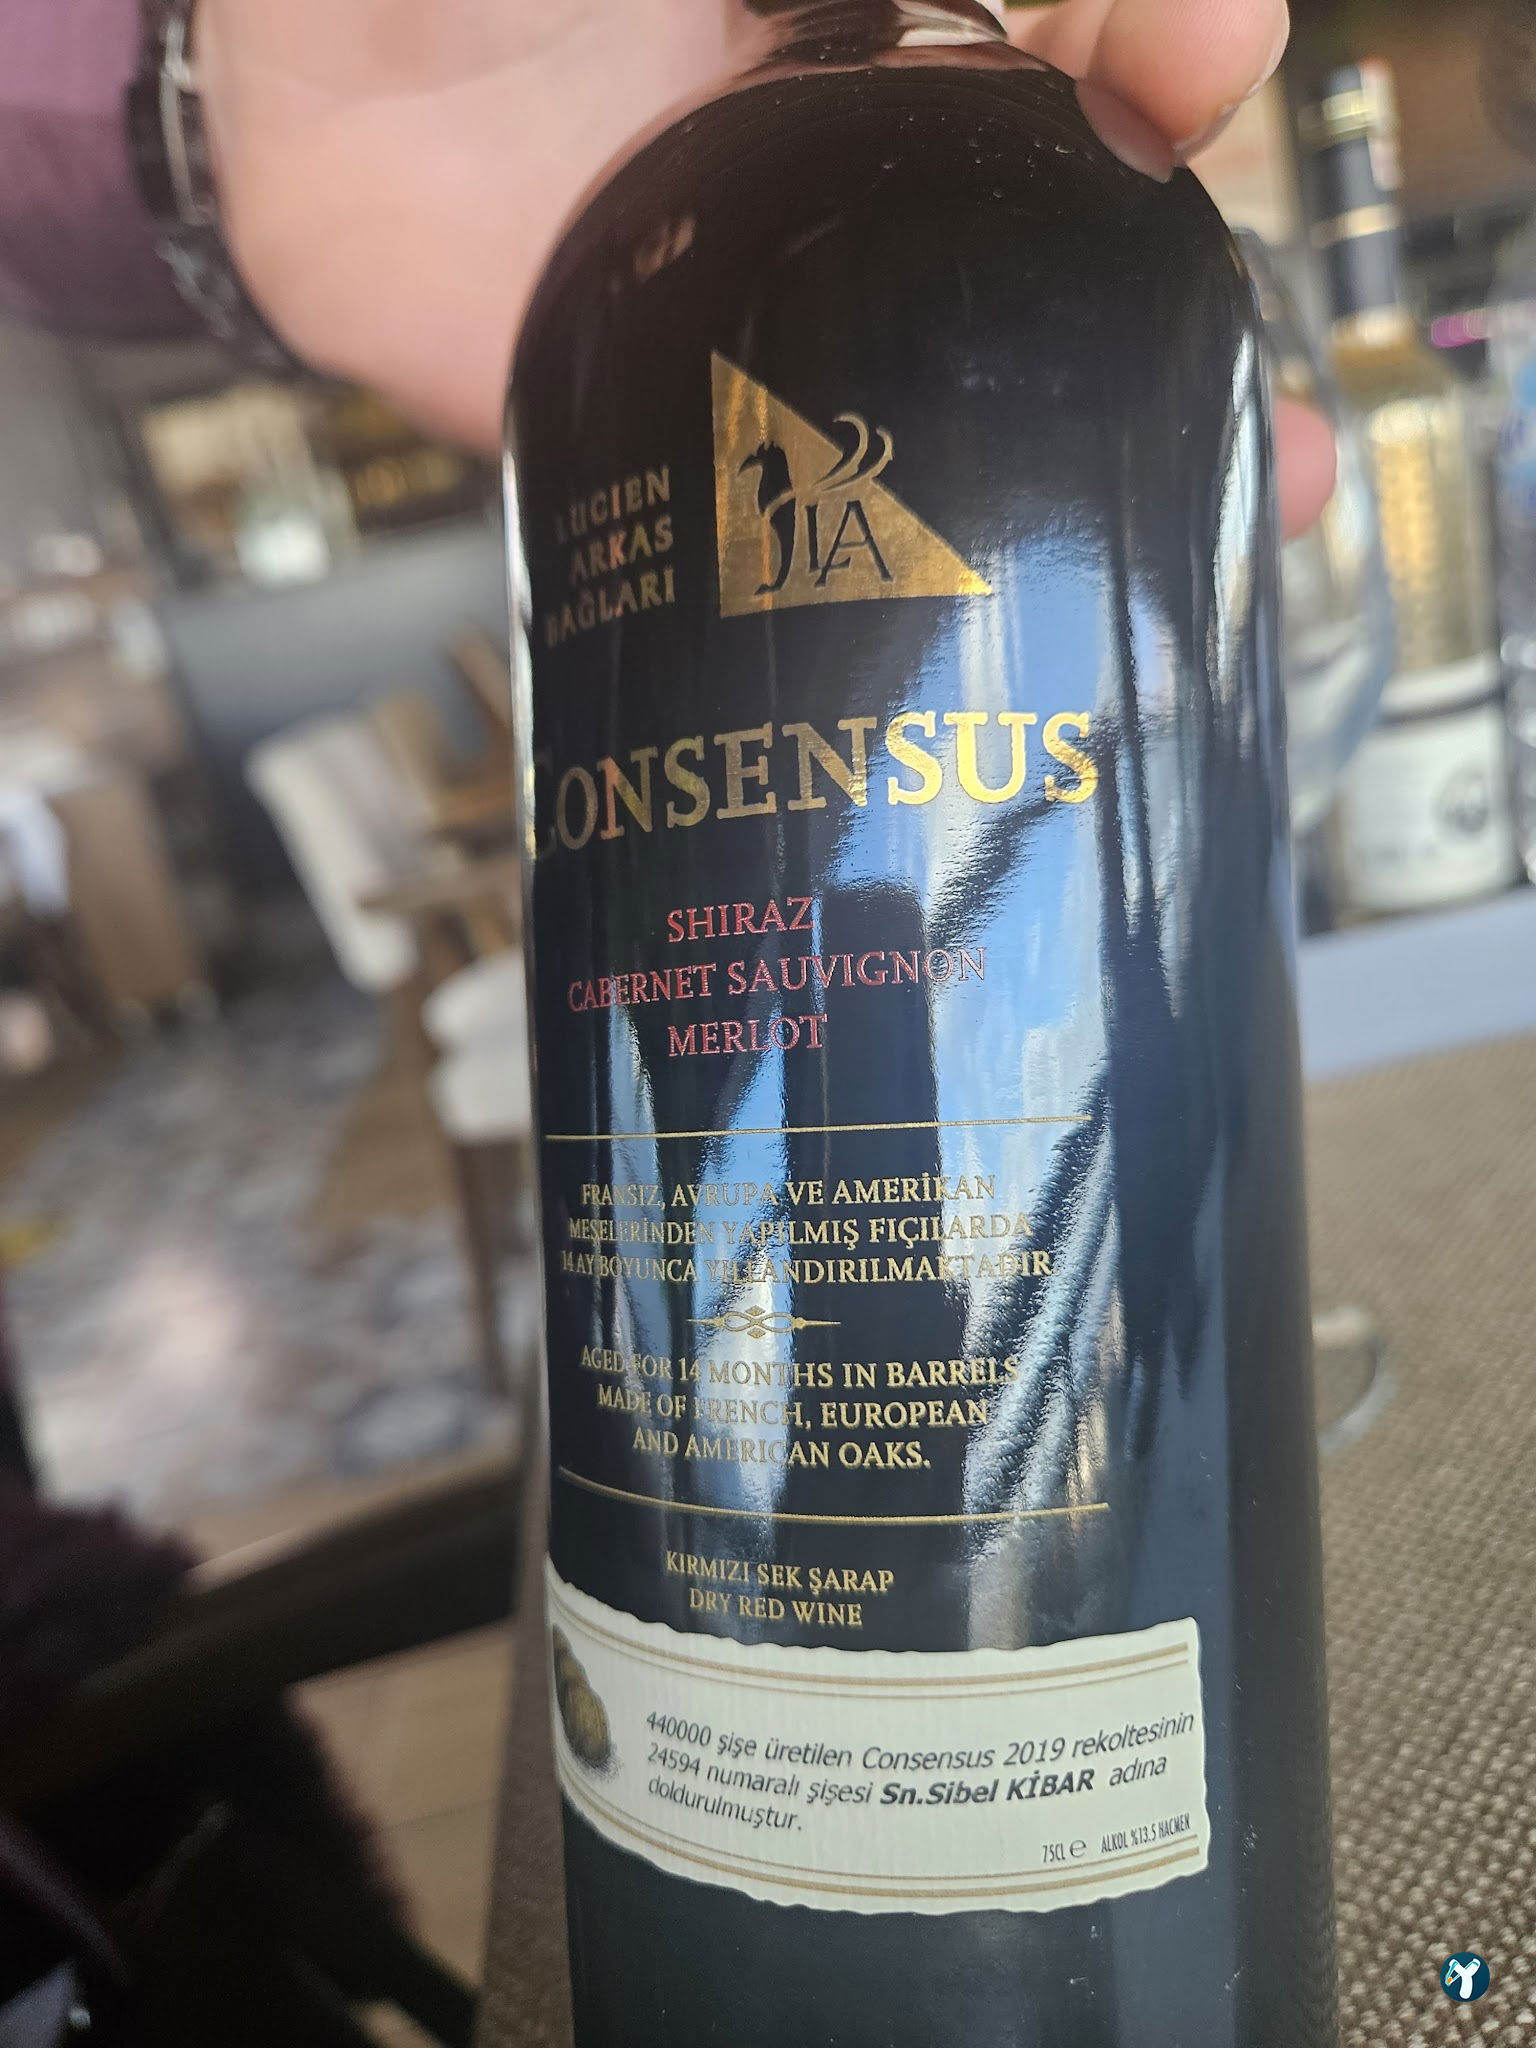 LUCIEN
ARKAS
BAĞLARI
LA
CONSENSUS
SHIRAZ
CABERNET SAUVIGNON
MERLOT
FRANSIZ, AVRUPA VE AMERİKAN
MEŞELERİNDEN YAPILMIŞ FIÇILARDA
14 AY BOYUNCA YILLANDIRILMAKTADIR.
AGED FOR 14 MONTHS IN BARRELS
MADE OF FRENCH, EUROPEAN
AND AMERICAN OAKS.
KIRMIZI SEK ŞARAP
DRY RED WINE
440000 şişe üretilen Consensus 2019 rekoltesinin
24594 numaralı şişesi Sn.Sibel KİBAR adına
doldurulmuştur.
75CL e ALKOL %13.5 HACMEN